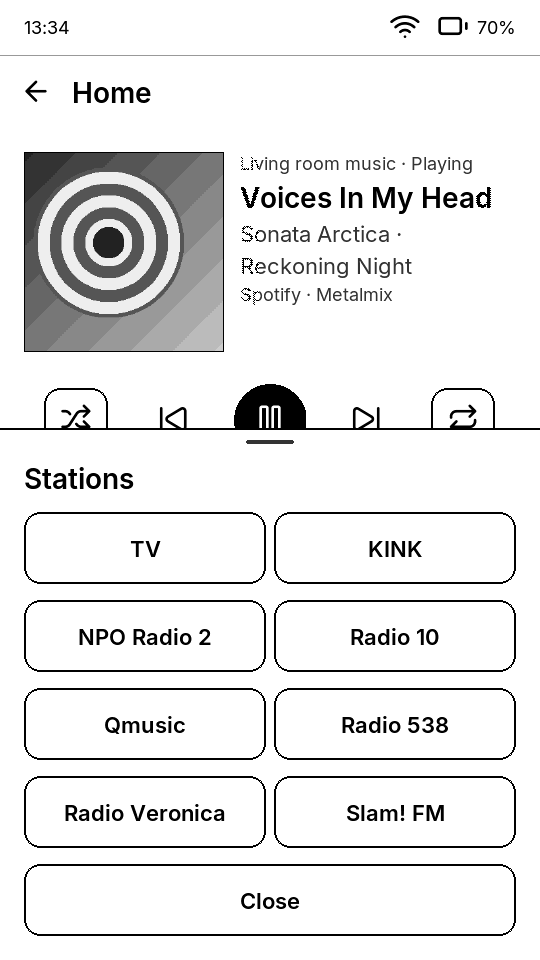 13:34
70%
Home
Living room music · Playing
Voices In My Head
Sonata Arctica ·
Reckoning Night
Spotify · Metalmix
Stations
TV
KINK
NPO Radio 2
Radio 10
Qmusic
Radio 538
Radio Veronica
Slam! FM
Close